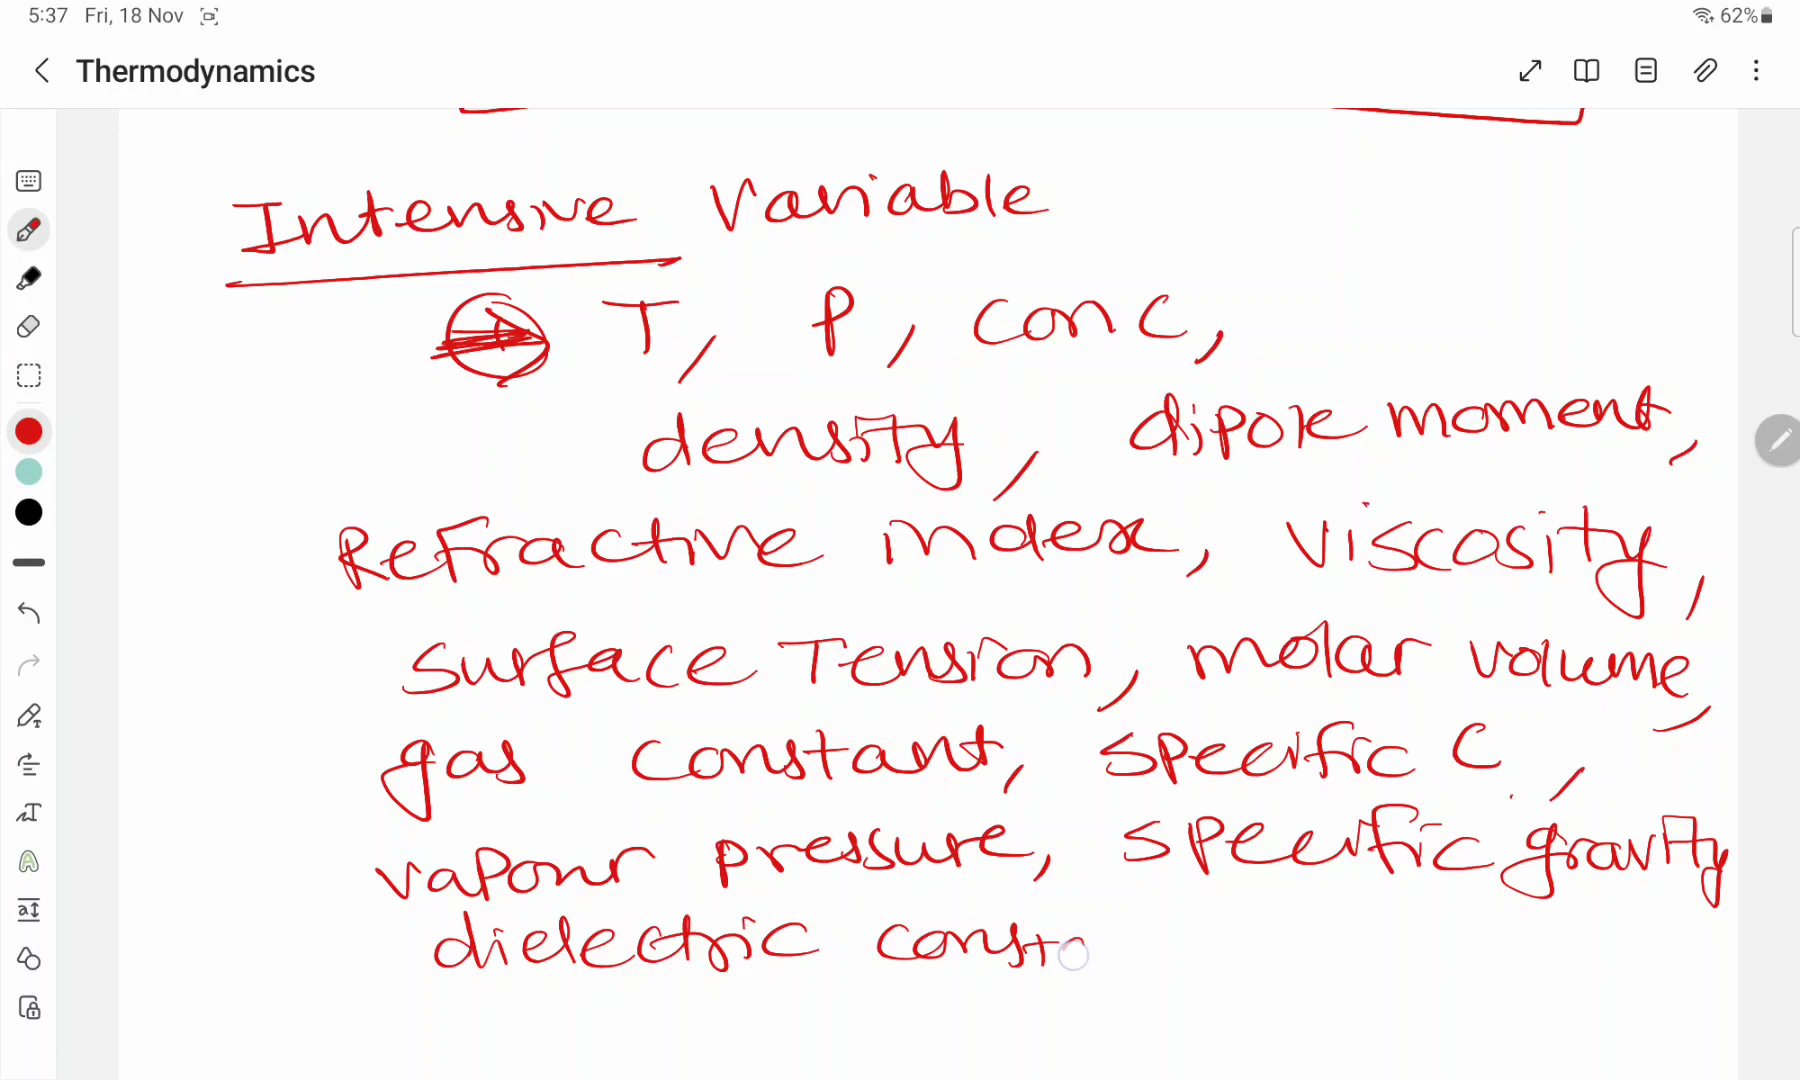 5:37 Fri, 18 Nov 62%
Thermodynamics
Intensive Variable
T, P, conc,
density, dipole moment,
Refractive index, viscosity,
surface Tension, molar volume,
gas constant, specific C,
vapour pressure, specific gravity
dielectric consta